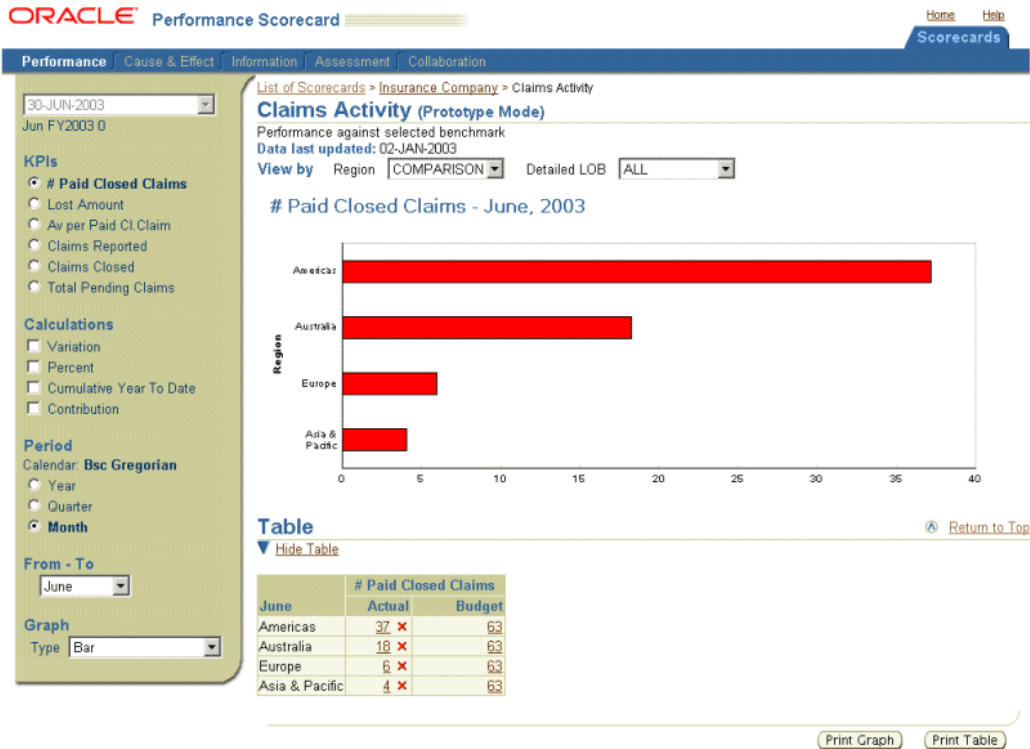 ORACLE Performance Scorecard
Home Help
Scorecards
Performance Cause & Effect Information Assessment Collaboration
30-JUN-2003
Jun FY2003 0
KPIs
# Paid Closed Claims
Lost Amount
Av per Paid Cl.Claim
Claims Reported
Claims Closed
Total Pending Claims
Calculations
Variation
Percent
Cumulative Year To Date
Contribution
Period
Calendar: Bsc Gregorian
Year
Quarter
Month
From - To
June
Graph
Type Bar
List of Scorecards > Insurance Company > Claims Activity
Claims Activity (Prototype Mode)
Performance against selected benchmark
Data last updated: 02-JAN-2003
View by Region COMPARISON Detailed LOB ALL
# Paid Closed Claims - June, 2003
Region
Americas
Australia
Europe
Asia &
Pacific
0 5 10 15 20 25 30 35 40
Table
Return to Top
Hide Table
# Paid Closed Claims
June Actual Budget
Americas 37 63
Australia 18 63
Europe 6 63
Asia & Pacific 4 63
Print Graph Print Table